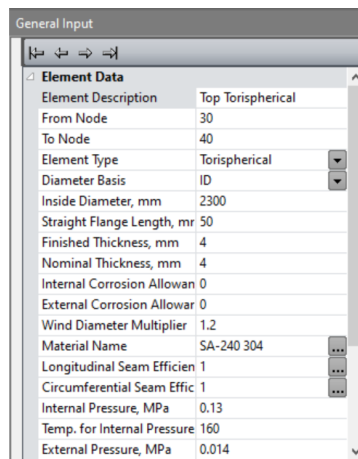 General Input
Element Data
Element Description Top Torispherical
From Node 30
To Node 40
Element Type Torispherical
Diameter Basis ID
Inside Diameter, mm 2300
Straight Flange Length, mr 50
Finished Thickness, mm 4
Nominal Thickness, mm 4
Internal Corrosion Allowan 0
External Corrosion Allowar 0
Wind Diameter Multiplier 1.2
Material Name SA-240 304 ...
Longitudinal Seam Efficien 1 ...
Circumferential Seam Effic 1 ...
Internal Pressure, MPa 0.13
Temp. for Internal Pressure 160
External Pressure, MPa 0.014